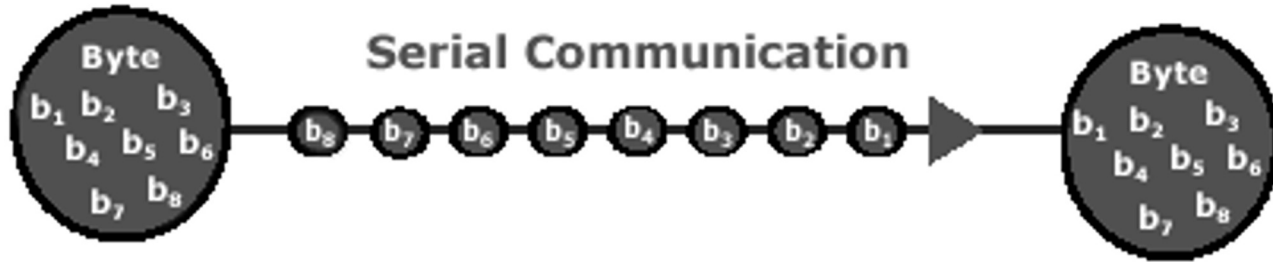 Serial Communication
Byte
b₁ b₂ b₃
b₄ b₅ b₆
b₇ b₈
b₈ b₇ b₆ b₅ b₄ b₃ b₂ b₁
Byte
b₁ b₂ b₃
b₄ b₅ b₆
b₇ b₈